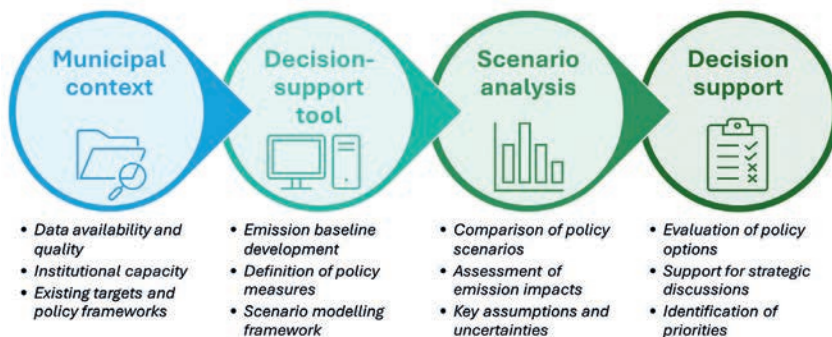 Municipal
context
Decision-
support
tool
Scenario
analysis
Decision
support
• Data availability and
quality
• Institutional capacity
• Existing targets and
policy frameworks
• Emission baseline
development
• Definition of policy
measures
• Scenario modelling
framework
• Comparison of policy
scenarios
• Assessment of
emission impacts
• Key assumptions and
uncertainties
• Evaluation of policy
options
• Support for strategic
discussions
• Identification of
priorities